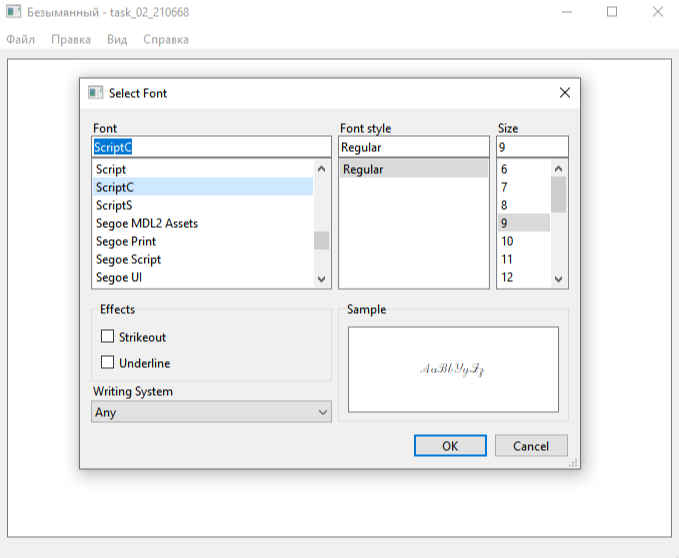 Безымянный - task_02_210668
Файл Правка Вид Справка
Select Font
Font Font style Size
ScriptC Regular 9
Script Regular 6
ScriptC 7
ScriptS 8
Segoe MDL2 Assets 9
Segoe Print 10
Segoe Script 11
Segoe UI 12
Effects Sample
Strikeout
Underline
AaBbYyZz
Writing System
Any
OK Cancel